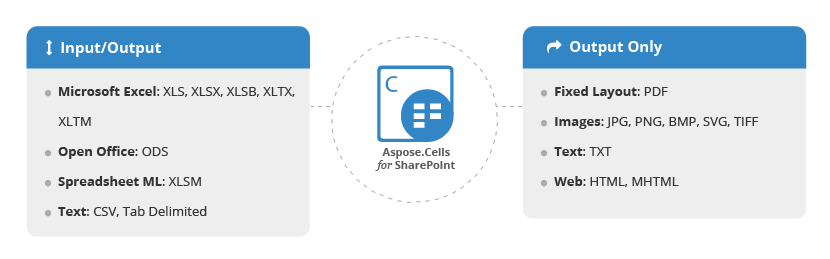 Input/Output
Microsoft Excel: XLS, XLSX, XLSB, XLTX,
XLTM
Open Office: ODS
Spreadsheet ML: XLSM
Text: CSV, Tab Delimited
C
Aspose.Cells
for SharePoint
Output Only
Fixed Layout: PDF
Images: JPG, PNG, BMP, SVG, TIFF
Text: TXT
Web: HTML, MHTML